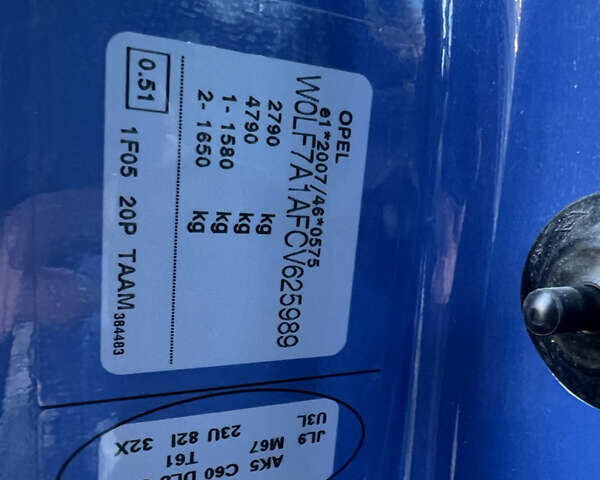 OPEL
e1*2007/46*0575
W0LF7A1AFCV625989
2790 kg
4790 kg
1- 1580 kg
2- 1650 kg
0.51 1F05 20P TAAM 384483
U3L
JL9 M67 23U 82I 32X
AK5 C60 T61